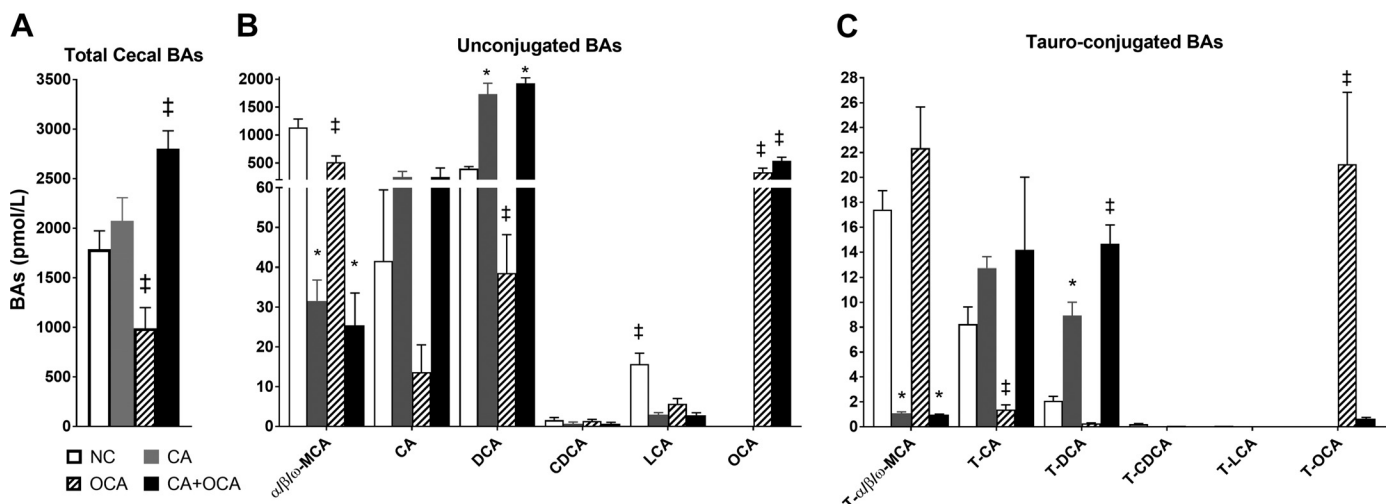 A
Total Cecal BAs
BAs (pmol/L)
3500
3000
2500
2000
1500
1000
500
0
NC
CA
OCA
CA+OCA
‡
‡
B
Unconjugated BAs
2000
1500
1000
500
60
50
40
30
20
10
0
*
‡
*
*
*
‡
‡
‡
‡
α/β/ω-MCA
CA
DCA
CDCA
LCA
OCA
C
Tauro-conjugated BAs
28
26
24
22
20
18
16
14
12
10
8
6
4
2
0
*
*
‡
*
‡
‡
T-α/β/ω-MCA
T-CA
T-DCA
T-CDCA
T-LCA
T-OCA